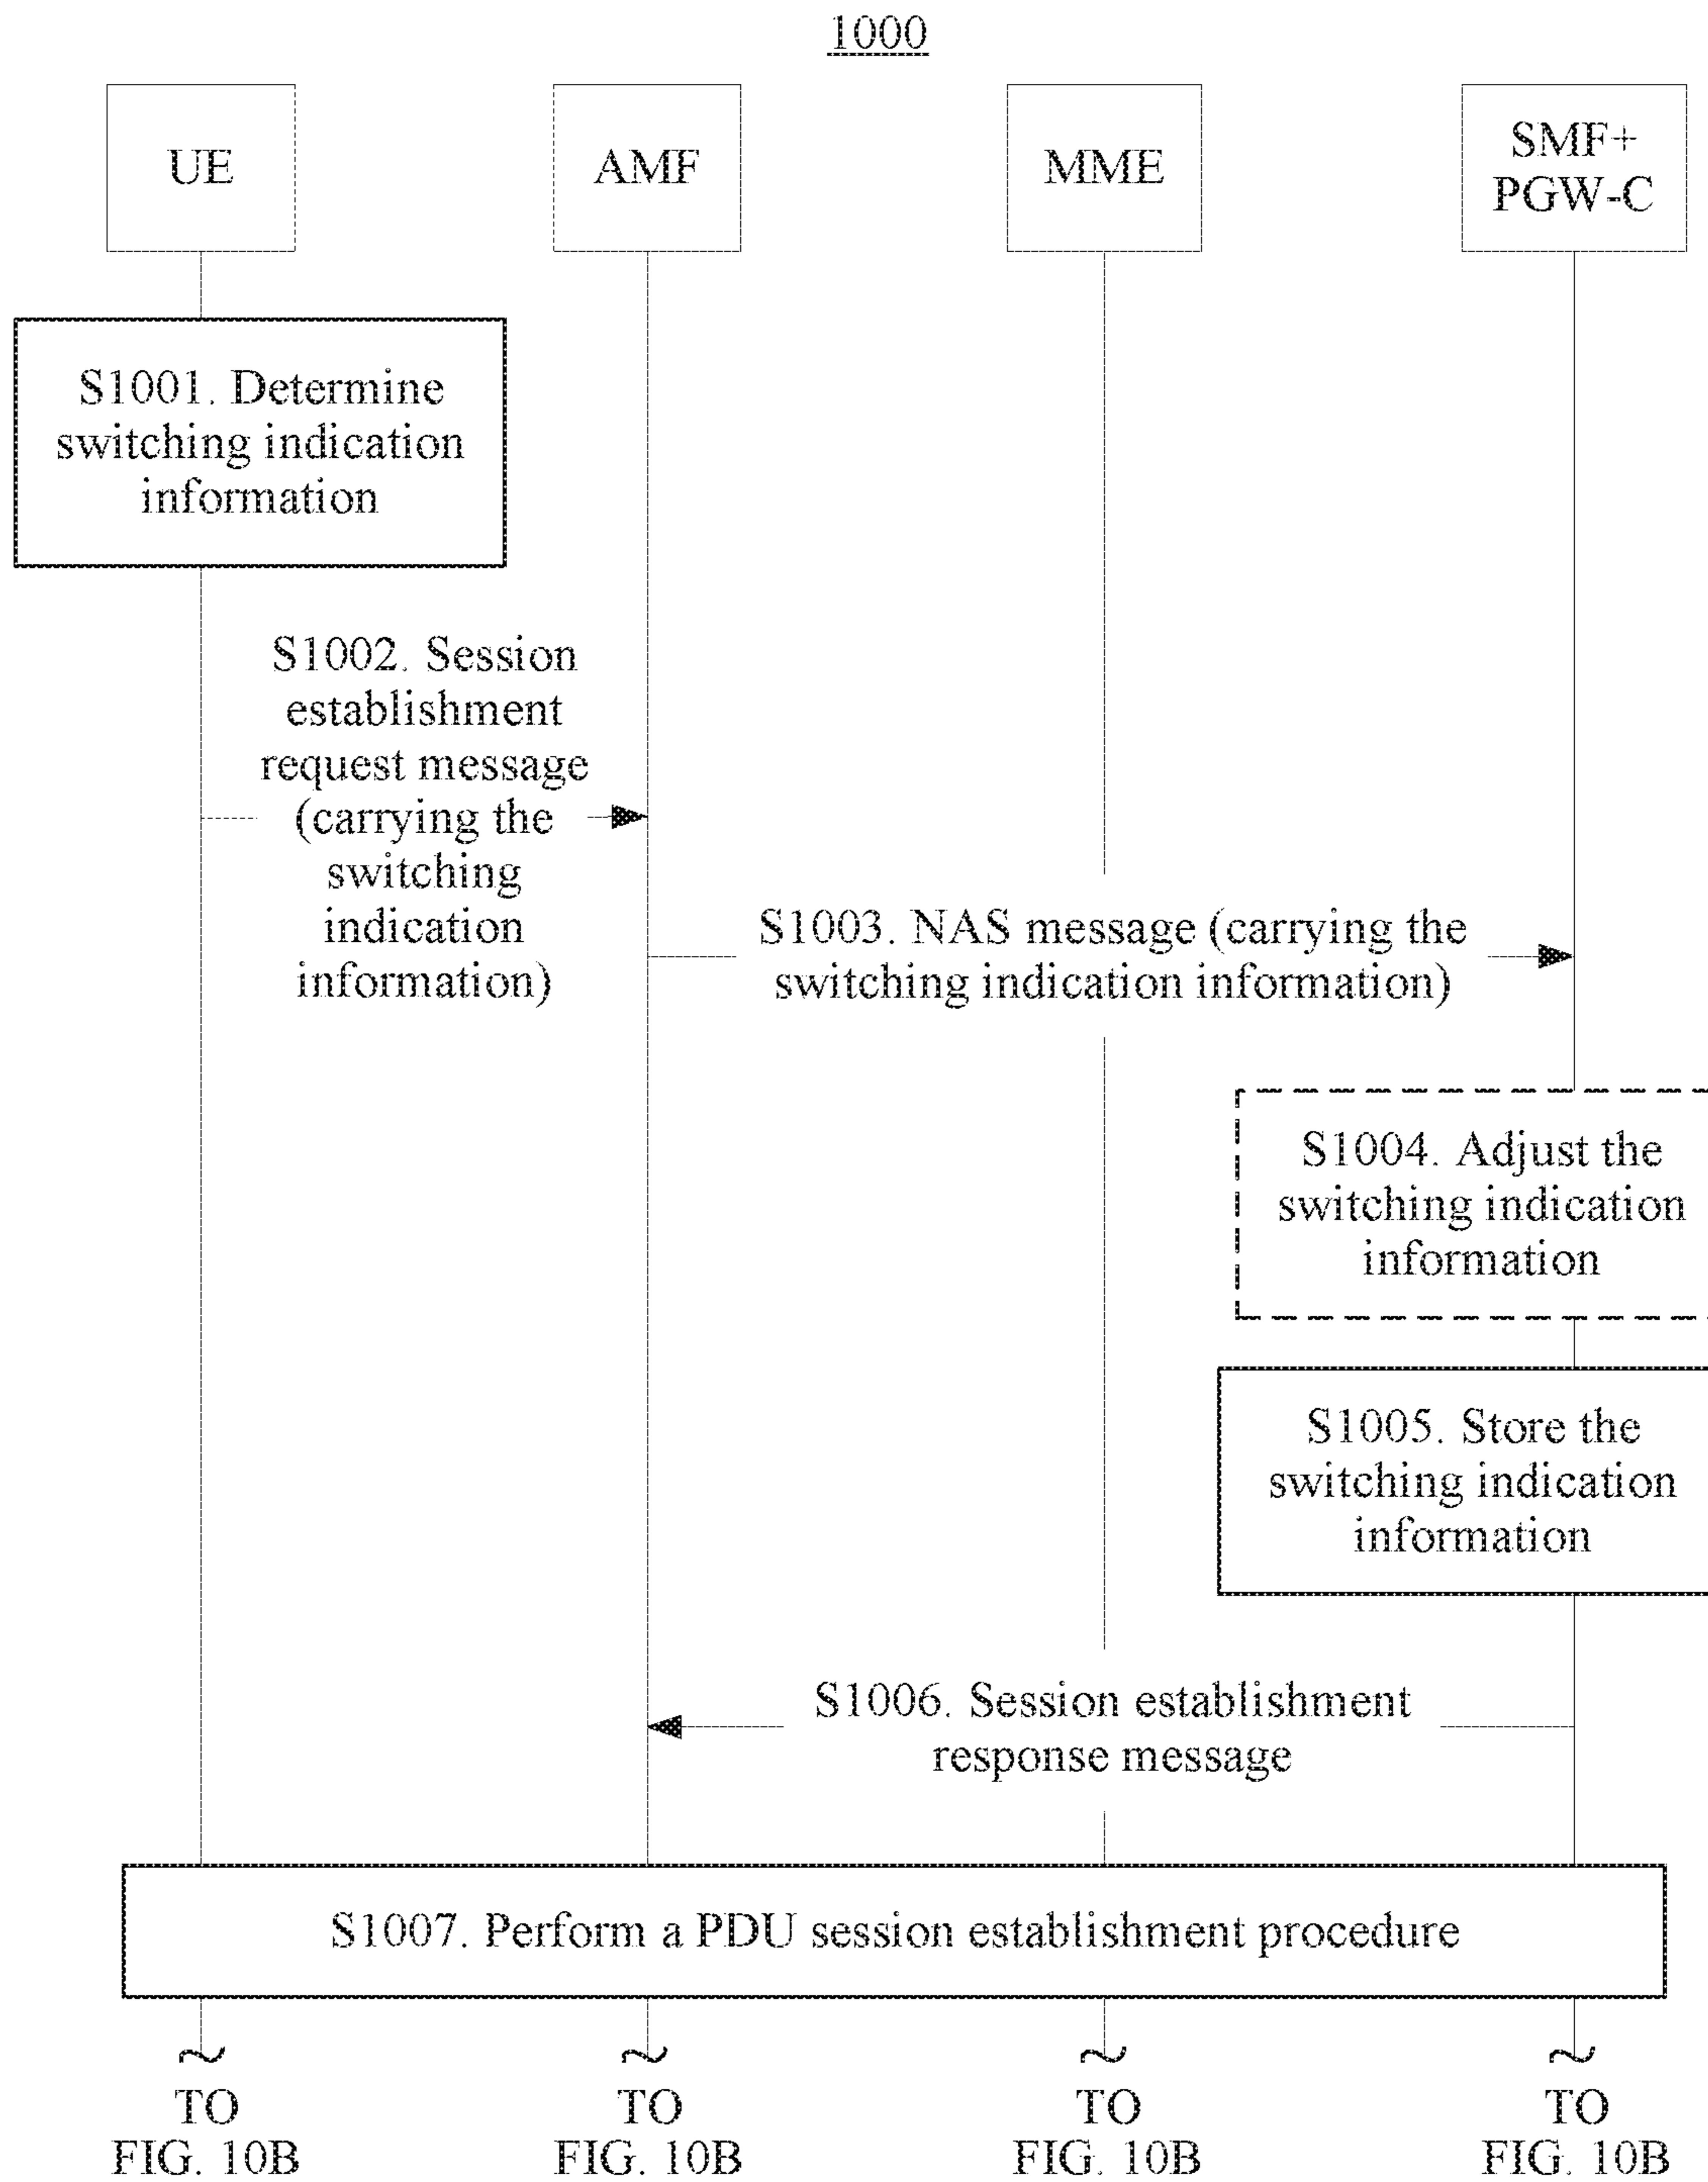 1000
UE
AMF
MME
SMF+
PGW-C
S1001. Determine
switching indication
information
S1002. Session
establishment
request message
(carrying the
switching
indication
information)
S1003. NAS message (carrying the
switching indication information)
S1004. Adjust the
switching indication
information
S1005. Store the
switching indication
information
S1006. Session establishment
response message
S1007. Perform a PDU session establishment procedure
TO
FIG. 10B
TO
FIG. 10B
TO
FIG. 10B
TO
FIG. 10B